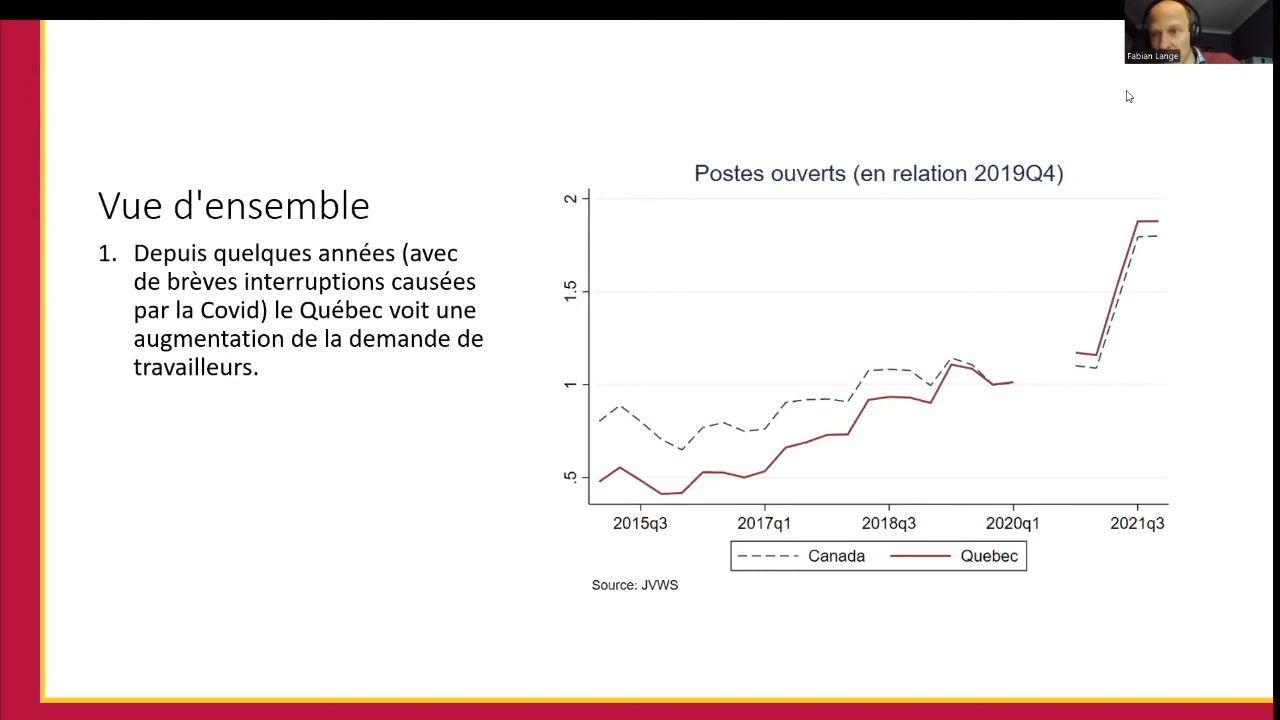 Fabian Lange
Vue d'ensemble
1. Depuis quelques années (avec
de brèves interruptions causées
par la Covid) le Québec voit une
augmentation de la demande de
travailleurs.
Postes ouverts (en relation 2019Q4)
2
1.5
1
.5
2015q3 2017q1 2018q3 2020q1 2021q3
Canada Quebec
Source: JVWS